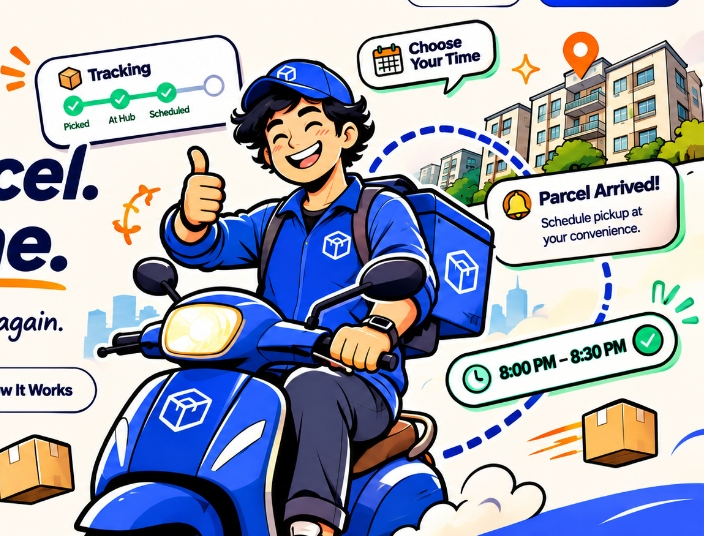 Tracking
Picked
At Hub
Scheduled
Choose
Your Time
Parcel Arrived!
Schedule pickup at
your convenience.
8:00 PM – 8:30 PM
cel.
e.
again.
w It Works